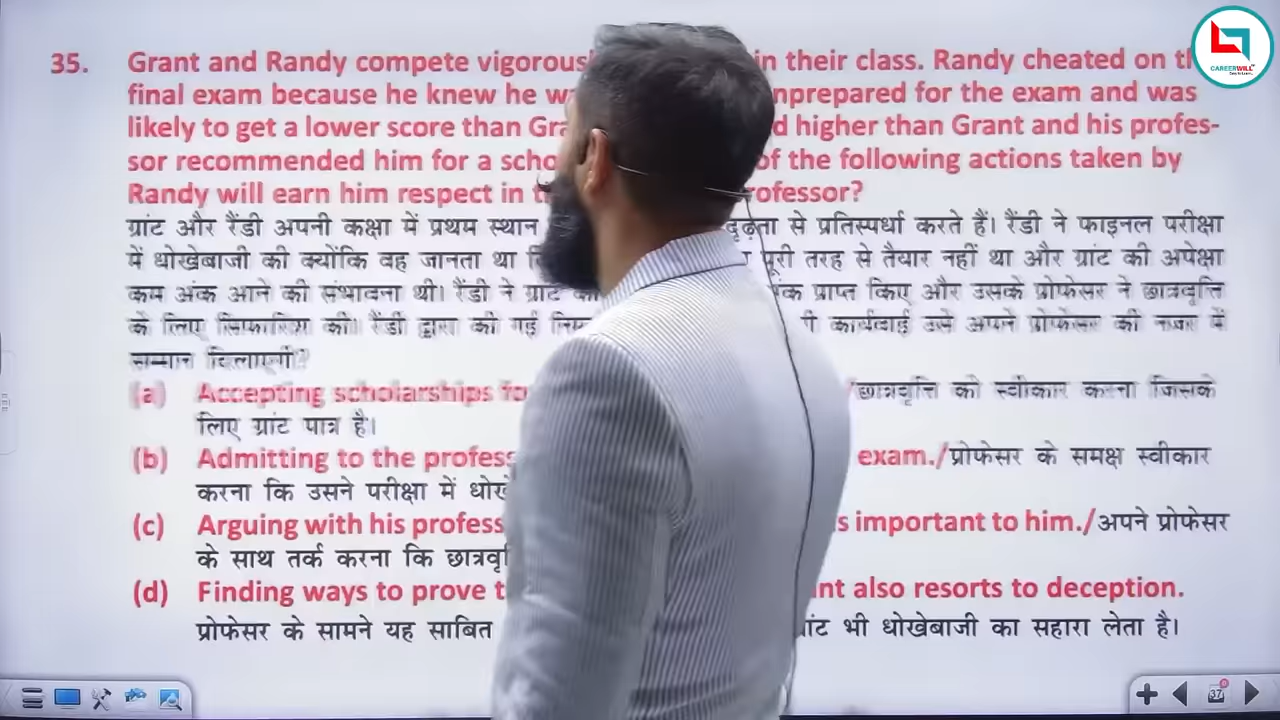 35. Grant and Randy compete vigorous in their class. Randy cheated on th
final exam because he knew he w nprepared for the exam and was
likely to get a lower score than Gra d higher than Grant and his profes-
sor recommended him for a scho of the following actions taken by
Randy will earn him respect in t rofessor?
ग्रांट और रैंडी अपनी कक्षा में प्रथम स्थान दृढ़ता से प्रतिस्पर्धा करते हैं। रैंडी ने फाइनल परीक्षा
में धोखेबाजी की क्योंकि वह जानता था पूरी तरह से तैयार नहीं था और ग्रांट की अपेक्षा
कम अंक आने की संभावना थी। रैंडी ने ग्रांट प्राप्त किए और उसके प्रोफेसर ने छात्रवृत्ति
के लिए सिफारिश की। रैंडी द्वारा की गई कार्यवाई उसे अपने प्रोफेसर की नजर में
सम्मान दिलाएगी?
(a) Accepting scholarships fo /छात्रवृत्ति को स्वीकार करना जिसके
लिए ग्रांट पात्र है।
(b) Admitting to the profess exam./प्रोफेसर के समक्ष स्वीकार
करना कि उसने परीक्षा में धोखे
(c) Arguing with his profess s important to him./अपने प्रोफेसर
के साथ तर्क करना कि छात्रवृ
(d) Finding ways to prove t nt also resorts to deception.
प्रोफेसर के सामने यह साबित ांट भी धोखेबाजी का सहारा लेता है।
CAREERWILL
37